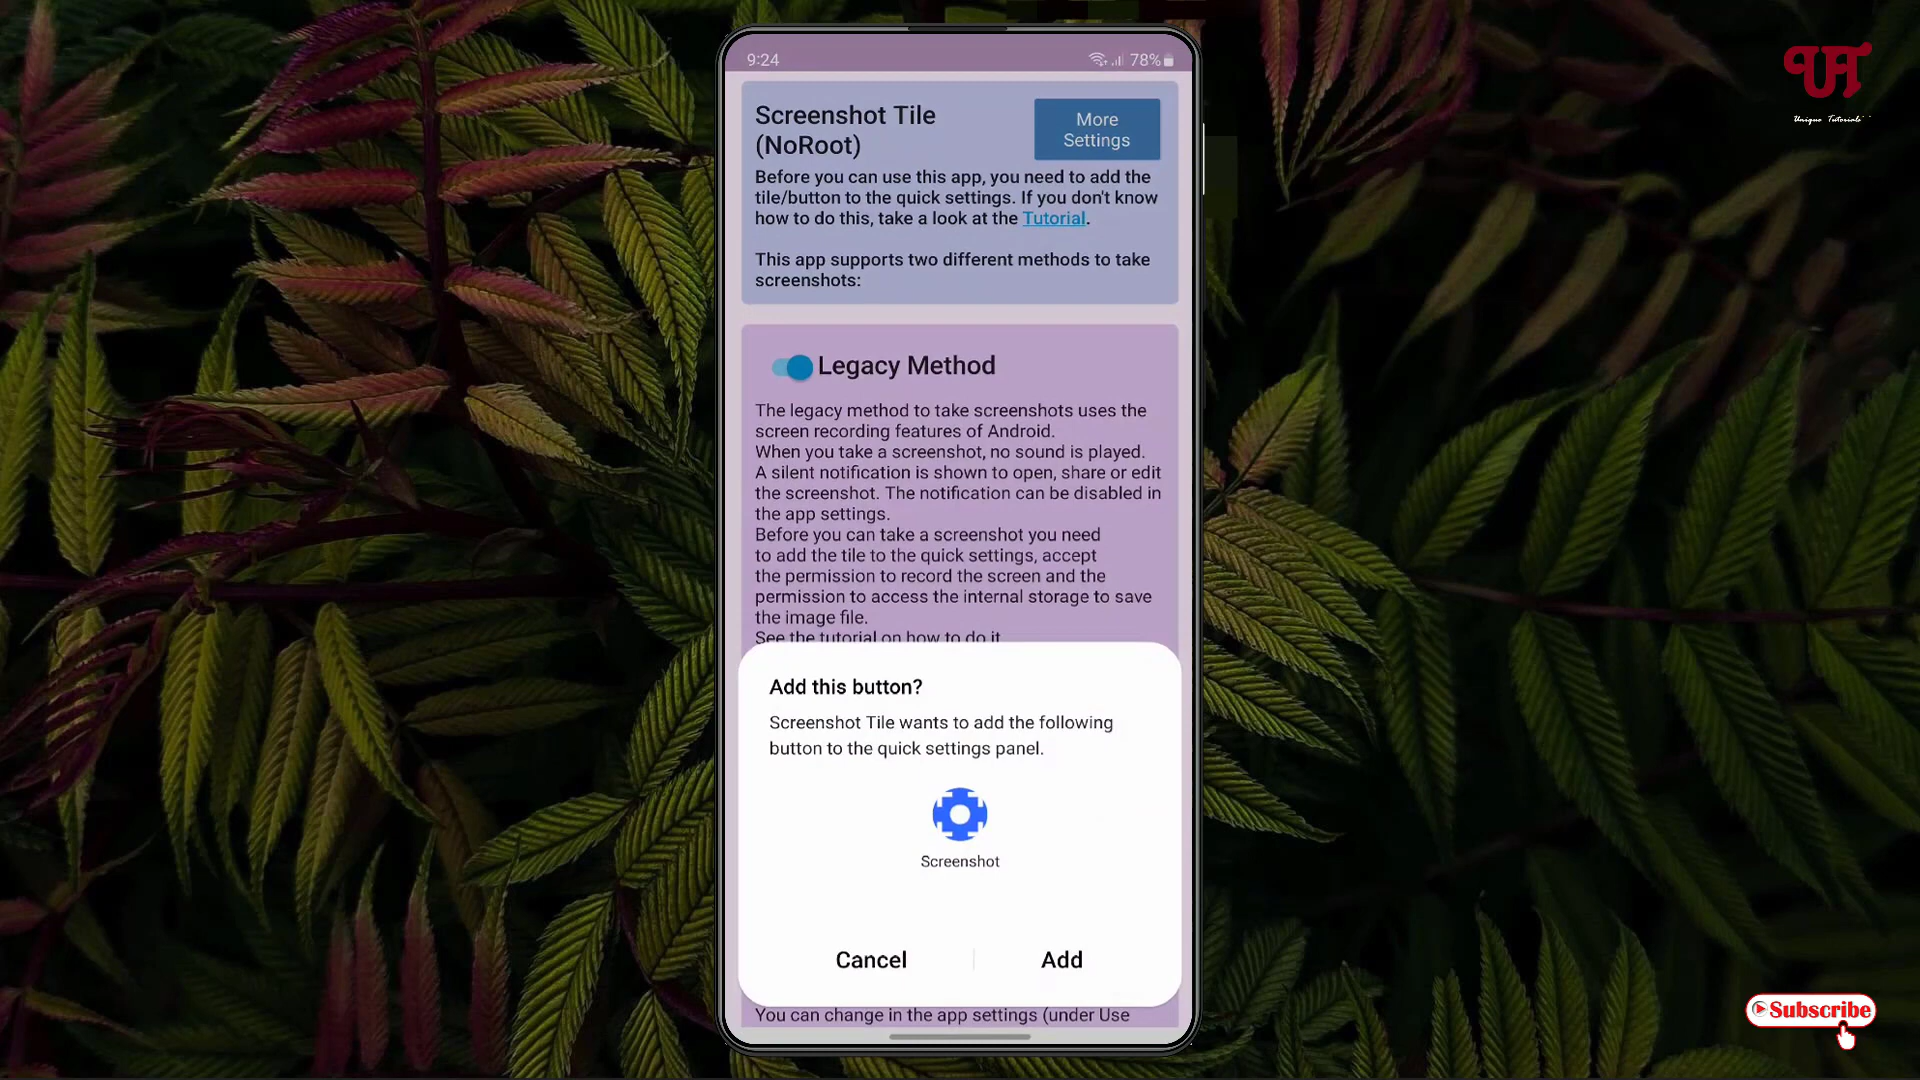 9:24
78%
Screenshot Tile
(NoRoot)
More
Settings
Before you can use this app, you need to add the
tile/button to the quick settings. If you don't know
how to do this, take a look at the Tutorial.
This app supports two different methods to take
screenshots:
Legacy Method
The legacy method to take screenshots uses the
screen recording features of Android.
When you take a screenshot, no sound is played.
A silent notification is shown to open, share or edit
the screenshot. The notification can be disabled in
the app settings.
Before you can take a screenshot you need
to add the tile to the quick settings, accept
the permission to record the screen and the
permission to access the internal storage to save
the image file.
See the tutorial on how to do it
Add this button?
Screenshot Tile wants to add the following
button to the quick settings panel.
Screenshot
Cancel
Add
You can change in the app settings (under Use
UT
Unique Tutorials
Subscribe